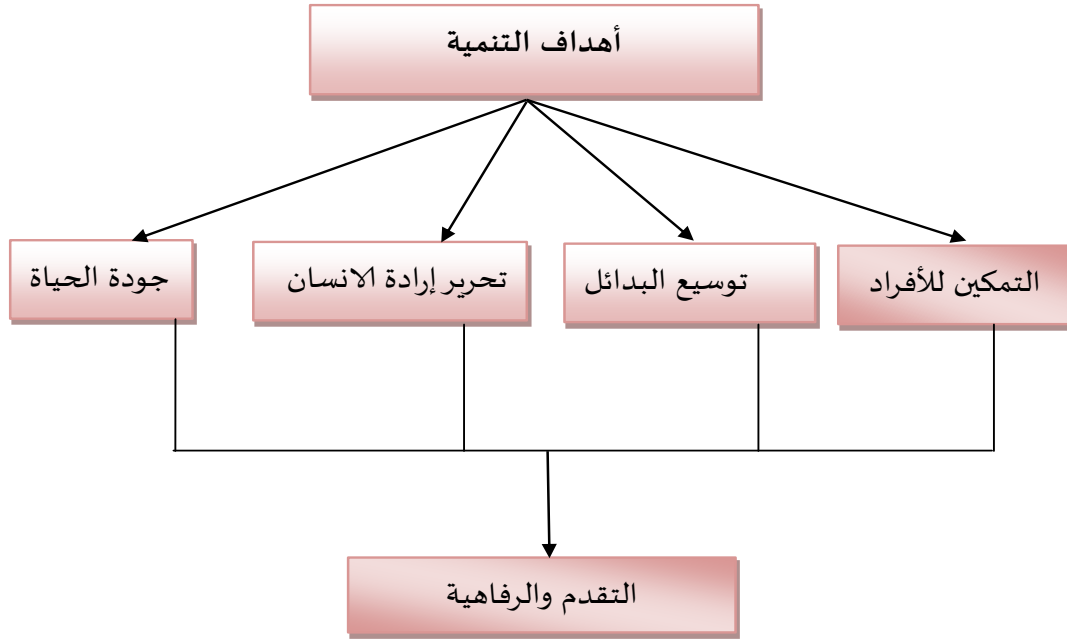 أهداف التنمية
التمكين للأفراد
توسيع البدائل
تحرير إرادة الانسان
جودة الحياة
التقدم والرفاهية